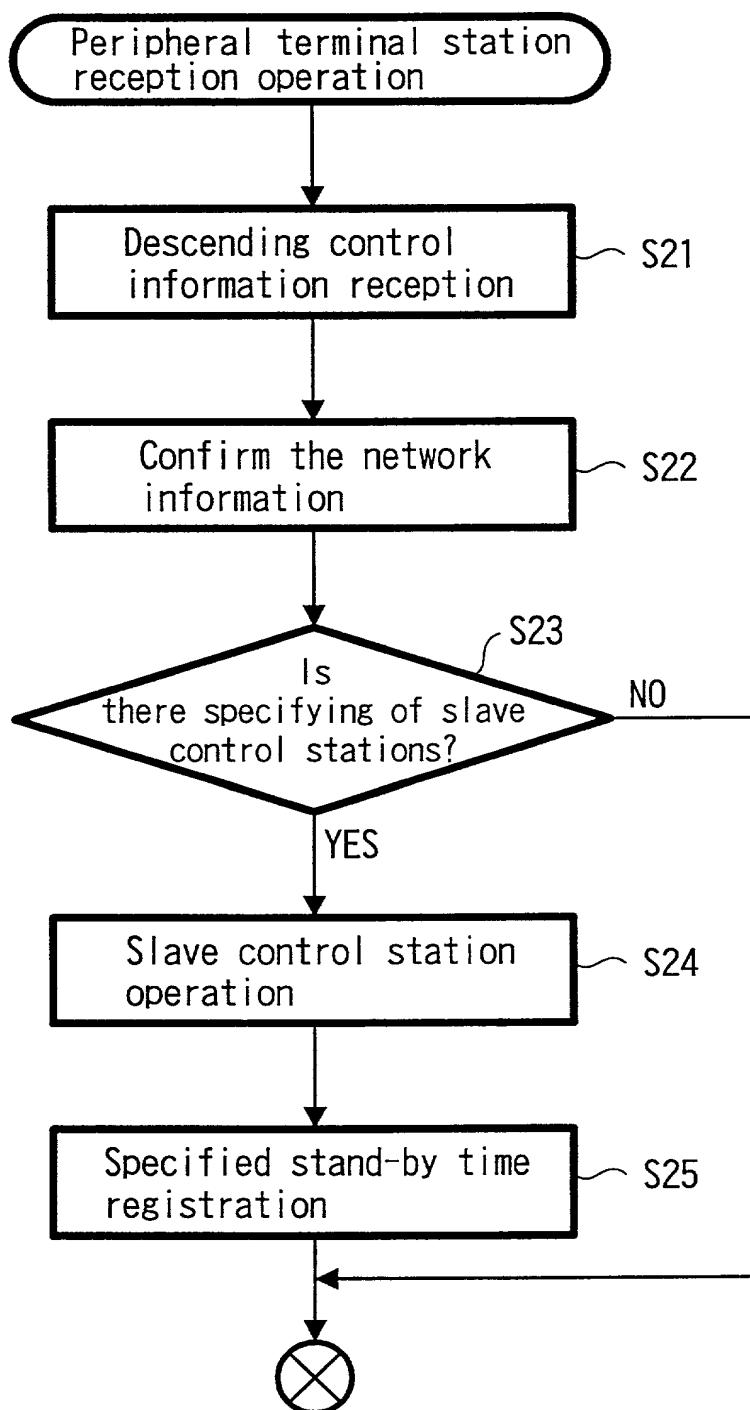 Peripheral terminal station
reception operation
Descending control
information reception
S21
Confirm the network
information
S22
S23
Is
there specifying of slave
control stations?
NO
YES
Slave control station
operation
S24
Specified stand-by time
registration
S25